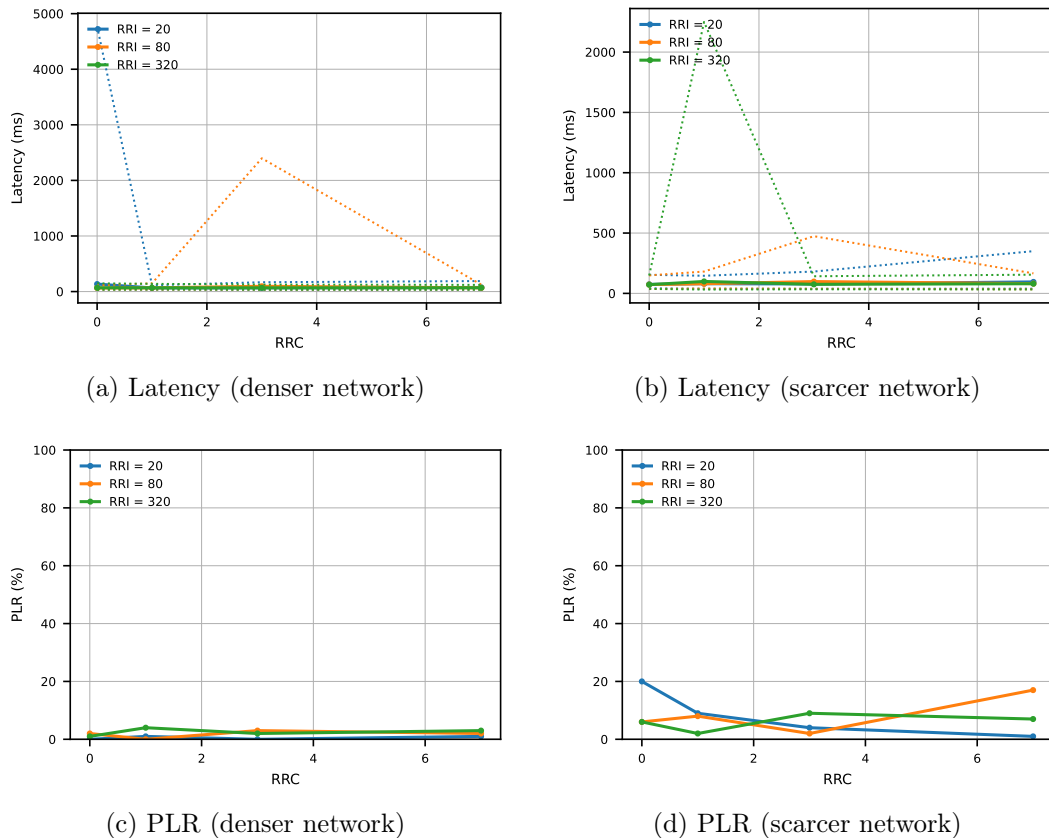 5000
4000
3000
2000
1000
0
Latency (ms)
RRI = 20
RRI = 80
RRI = 320
0 2 4 6
RRC
(a) Latency (denser network)
2000
1500
1000
500
0
Latency (ms)
RRI = 20
RRI = 80
RRI = 320
0 2 4 6
RRC
(b) Latency (scarcer network)
100
80
60
40
20
0
PLR (%)
RRI = 20
RRI = 80
RRI = 320
0 2 4 6
RRC
(c) PLR (denser network)
100
80
60
40
20
0
PLR (%)
RRI = 20
RRI = 80
RRI = 320
0 2 4 6
RRC
(d) PLR (scarcer network)